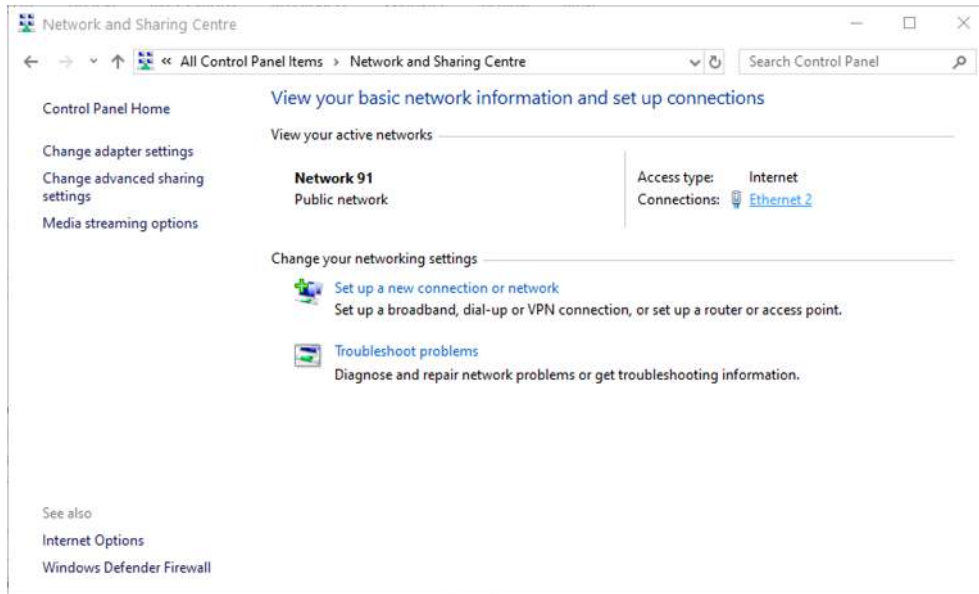 Network and Sharing Centre
« All Control Panel Items › Network and Sharing Centre
Search Control Panel
Control Panel Home
Change adapter settings
Change advanced sharing
settings
Media streaming options
View your basic network information and set up connections
View your active networks
Network 91
Public network
Access type: Internet
Connections: Ethernet 2
Change your networking settings
Set up a new connection or network
Set up a broadband, dial-up or VPN connection, or set up a router or access point.
Troubleshoot problems
Diagnose and repair network problems or get troubleshooting information.
See also
Internet Options
Windows Defender Firewall